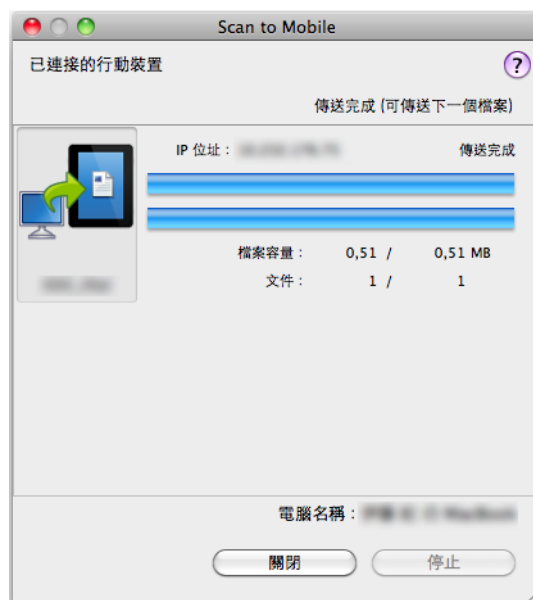 Scan to Mobile
已連接的行動裝置 ?
傳送完成 (可傳送下一個檔案)
IP 位址： 傳送完成
檔案容量： 0,51 / 0,51 MB
文件： 1 / 1
電腦名稱：
關閉 停止